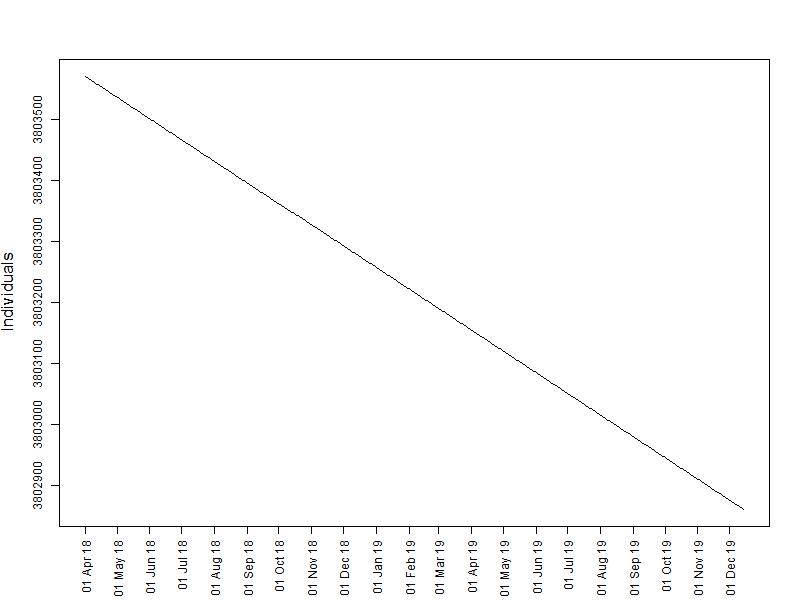 Individuals
3803500
3803400
3803300
3803200
3803100
3803000
3802900
01 Apr 18
01 May 18
01 Jun 18
01 Jul 18
01 Aug 18
01 Sep 18
01 Oct 18
01 Nov 18
01 Dec 18
01 Jan 19
01 Feb 19
01 Mar 19
01 Apr 19
01 May 19
01 Jun 19
01 Jul 19
01 Aug 19
01 Sep 19
01 Oct 19
01 Nov 19
01 Dec 19